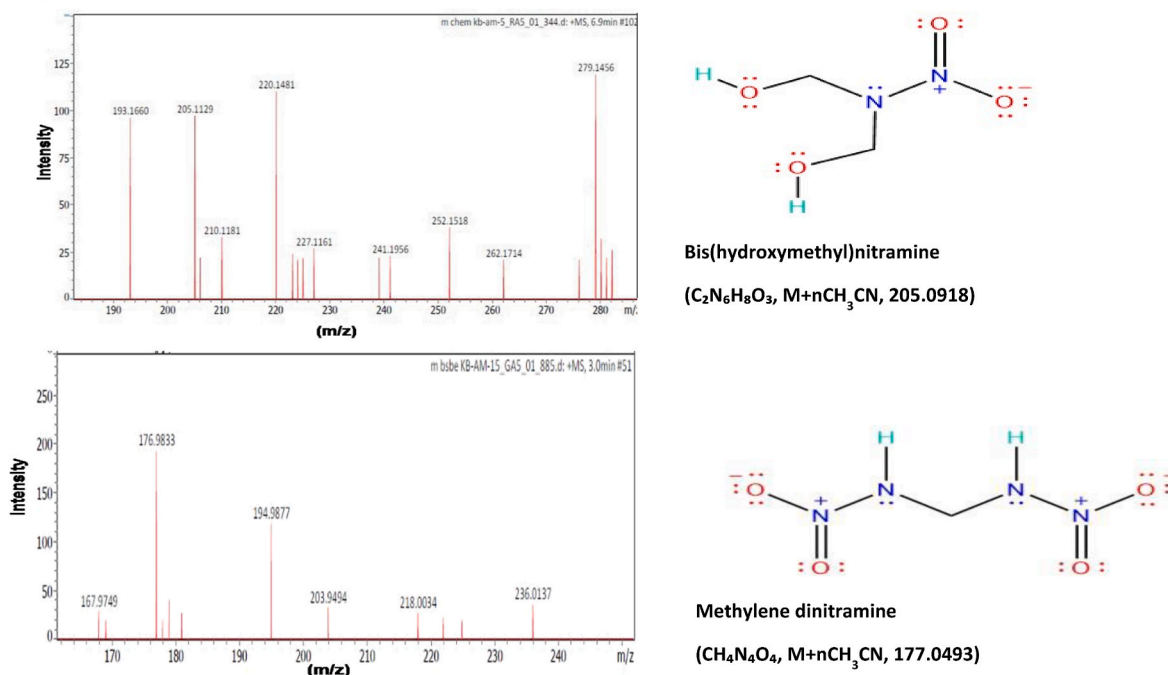 m chem kb-am-5_RA5_01_344.d: +MS, 6.9min #102
Intensity
125
100
75
50
25
0
193.1660
205.1129
210.1181
220.1481
227.1161
241.1956
252.1518
262.1714
279.1456
190 200 210 220 230 240 250 260 270 280 m/z
(m/z)
H
O
N
N
+
O
O
−
O
H
Bis(hydroxymethyl)nitramine
(C₂N₆H₈O₃, M+nCH₃CN, 205.0918)
m bsbe KB-AM-15_GA5_01_885.d: +MS, 3.0min #51
Intensity
250
200
150
100
50
0
167.9749
176.9833
194.9877
203.9494
218.0034
236.0137
170 180 190 200 210 220 230 240 m/z
(m/z)
H H
− O N + N N N + O −
O O
Methylene dinitramine
(CH₄N₄O₄, M+nCH₃CN, 177.0493)